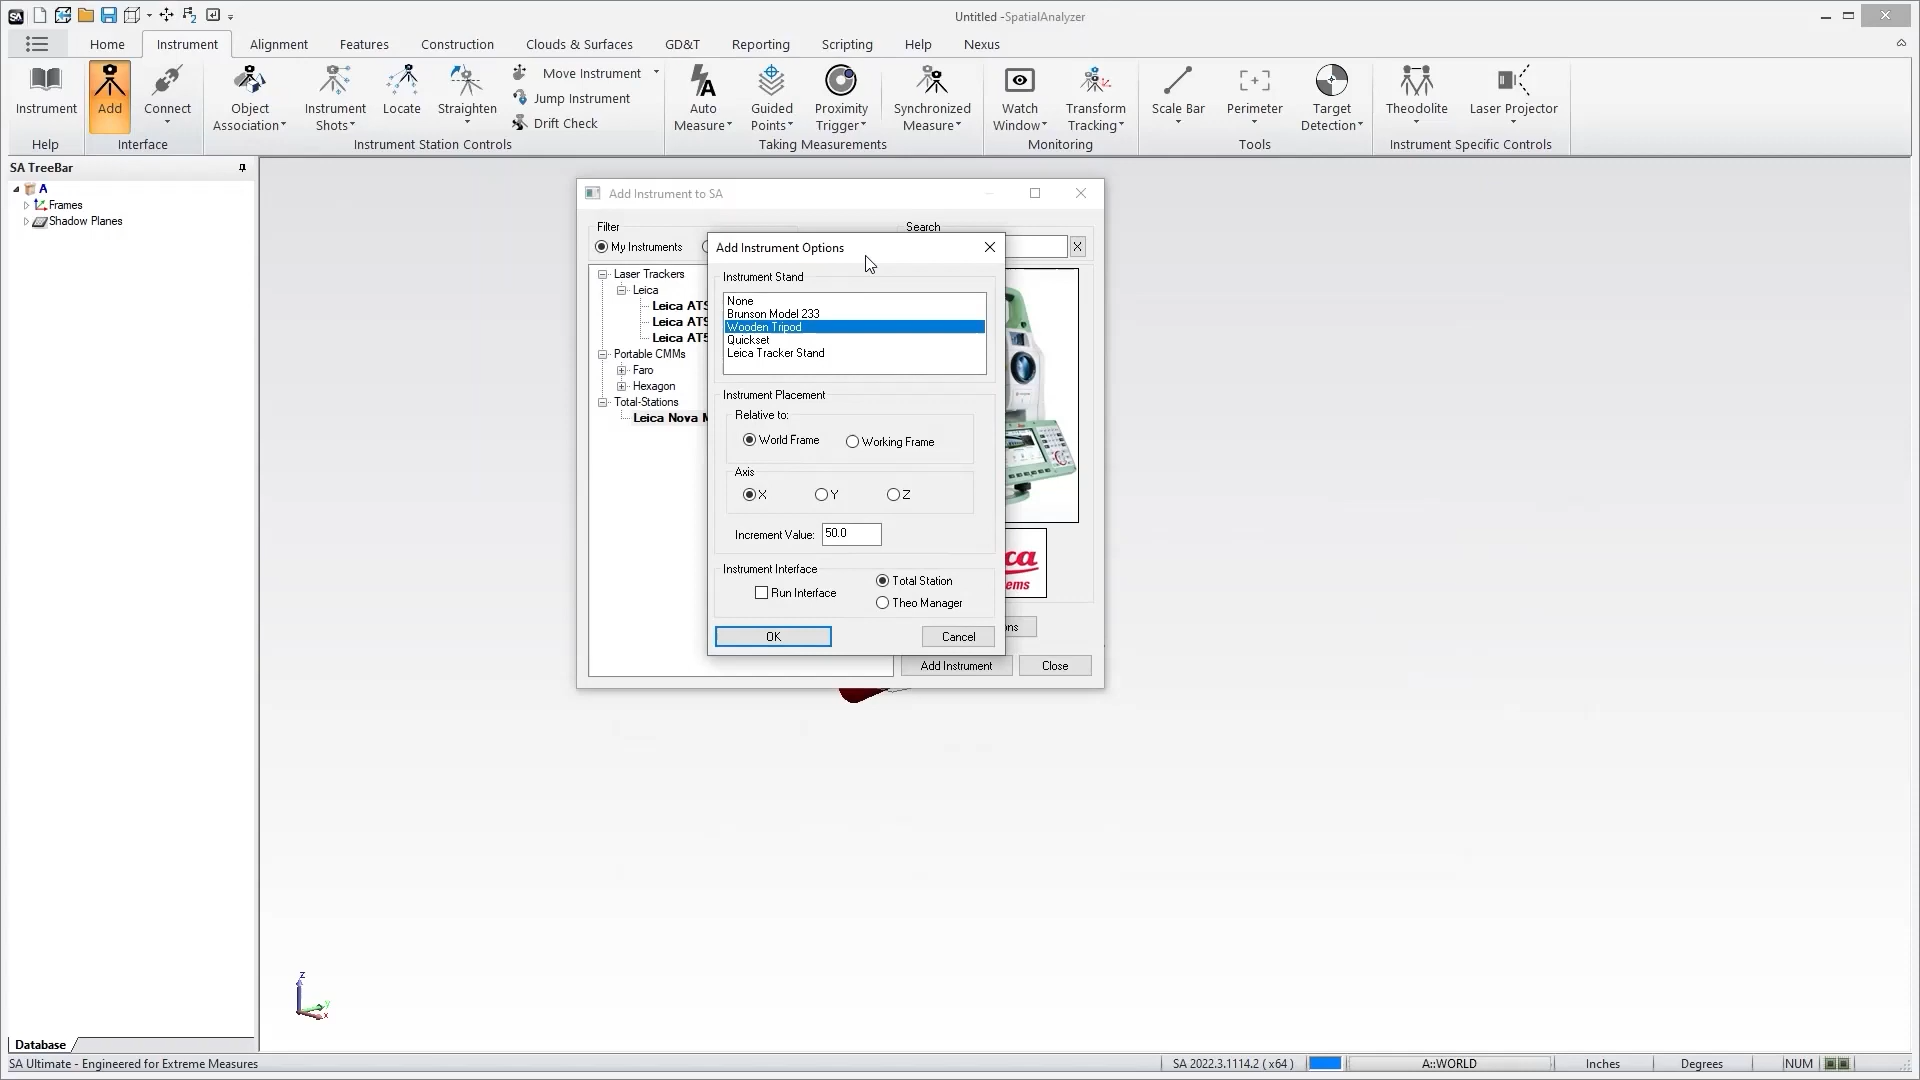 Untitled -SpatialAnalyzer
Home
Instrument
Alignment
Features
Construction
Clouds & Surfaces
GD&T
Reporting
Scripting
Help
Nexus
Instrument
Add
Connect
Object Association
Instrument Shots
Locate
Straighten
Move Instrument
Jump Instrument
Drift Check
Auto Measure
Guided Points
Proximity Trigger
Synchronized Measure
Watch Window
Transform Tracking
Scale Bar
Perimeter
Target Detection
Theodolite
Laser Projector
Help
Interface
Instrument Station Controls
Taking Measurements
Monitoring
Tools
Instrument Specific Controls
SA TreeBar
A
Frames
Shadow Planes
Add Instrument to SA
Filter
Search
My Instruments
X
Laser Trackers
Leica
Leica ATS
Leica ATS
Leica AT5
Portable CMMs
Faro
Hexagon
Total-Stations
Leica Nova M
Add Instrument Options
Instrument Stand
None
Brunson Model 233
Wooden Tripod
Quickset
Leica Tracker Stand
Instrument Placement
Relative to:
World Frame
Working Frame
Axis
X
Y
Z
Increment Value: 50.0
Instrument Interface
Run Interface
Total Station
Theo Manager
OK
Cancel
ca
ems
ons
Add Instrument
Close
z
y
x
Database
SA Ultimate - Engineered for Extreme Measures
SA 2022.3.1114.2 ( x64 )
A::WORLD
Inches
Degrees
NUM